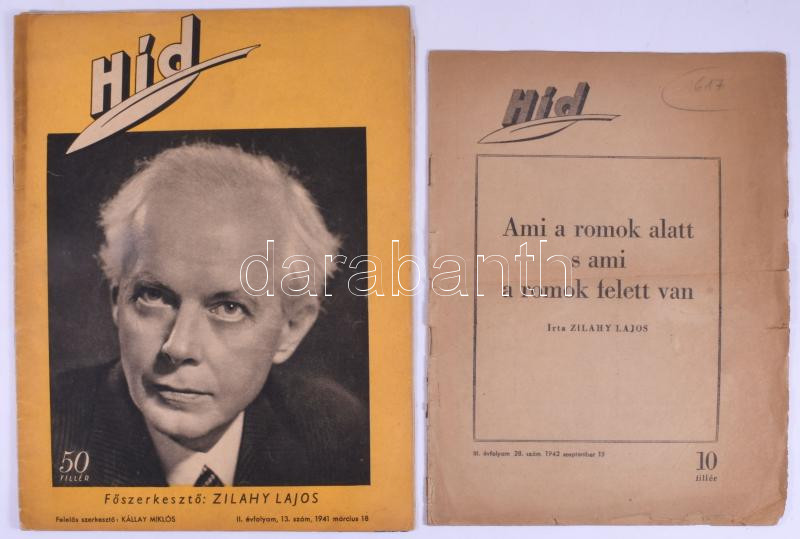 Híd
50
FILLÉR
Főszerkesztő: ZILAHY LAJOS
Felelős szerkesztő: KÁLLAY MIKLÓS
II. évfolyam, 13. szám, 1941 március 18
Híd
617
Ami a romok alatt
s ami
a romok felett van
Irta ZILAHY LAJOS
III. évfolyam 28. szám. 1942 szeptember 15
10
fillér
darabanth.com